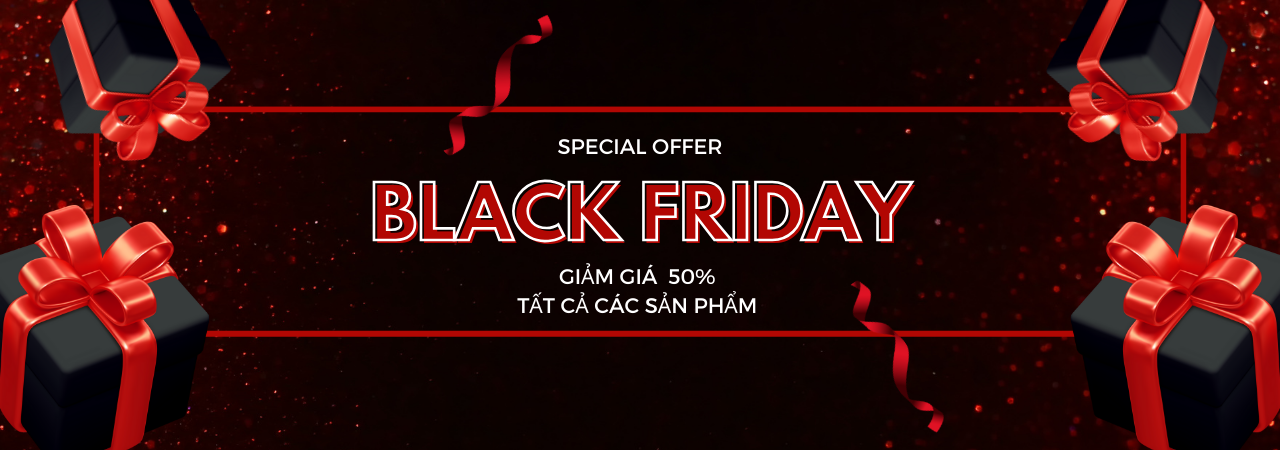 SPECIAL OFFER
BLACK FRIDAY
GIẢM GIÁ 50%
TẤT CẢ CÁC SẢN PHẨM